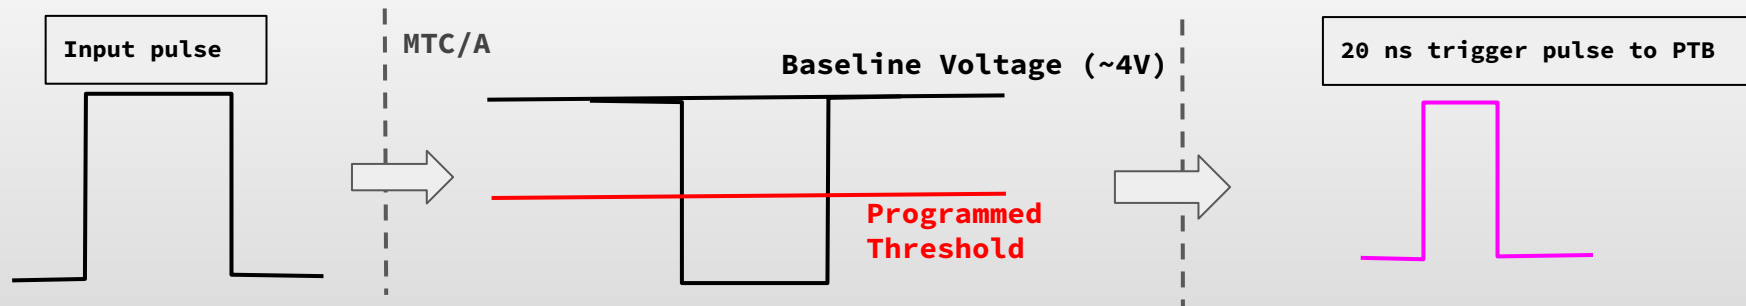 Input pulse
MTC/A
Baseline Voltage (~4V)
Programmed
Threshold
20 ns trigger pulse to PTB